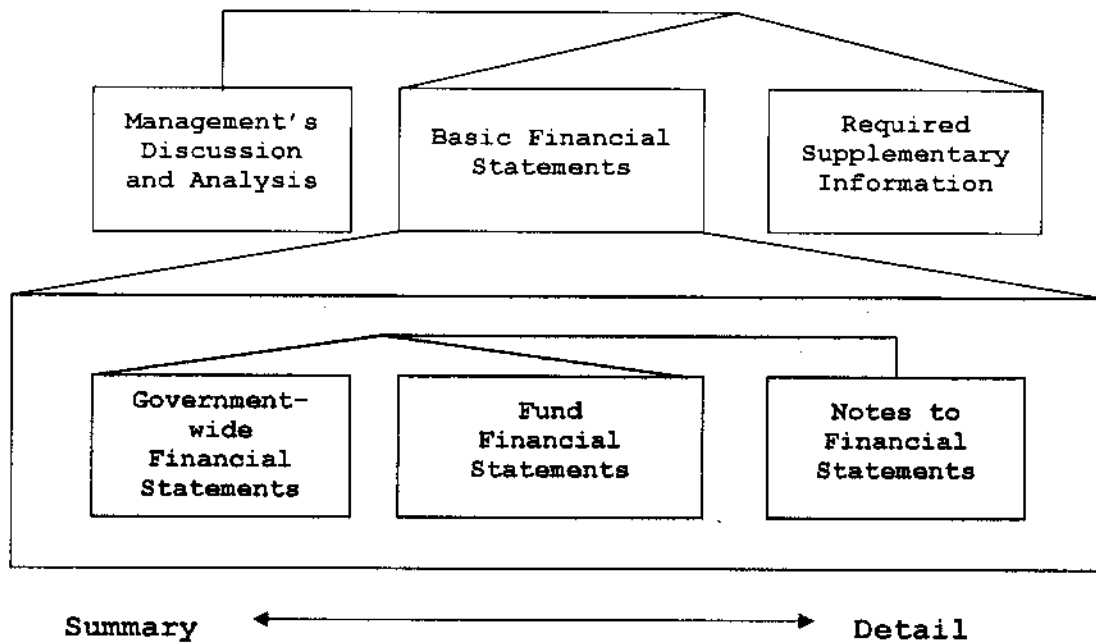 Management's
Discussion
and Analysis
Basic Financial
Statements
Required
Supplementary
Information
Government-
wide
Financial
Statements
Fund
Financial
Statements
Notes to
Financial
Statements
Summary
Detail